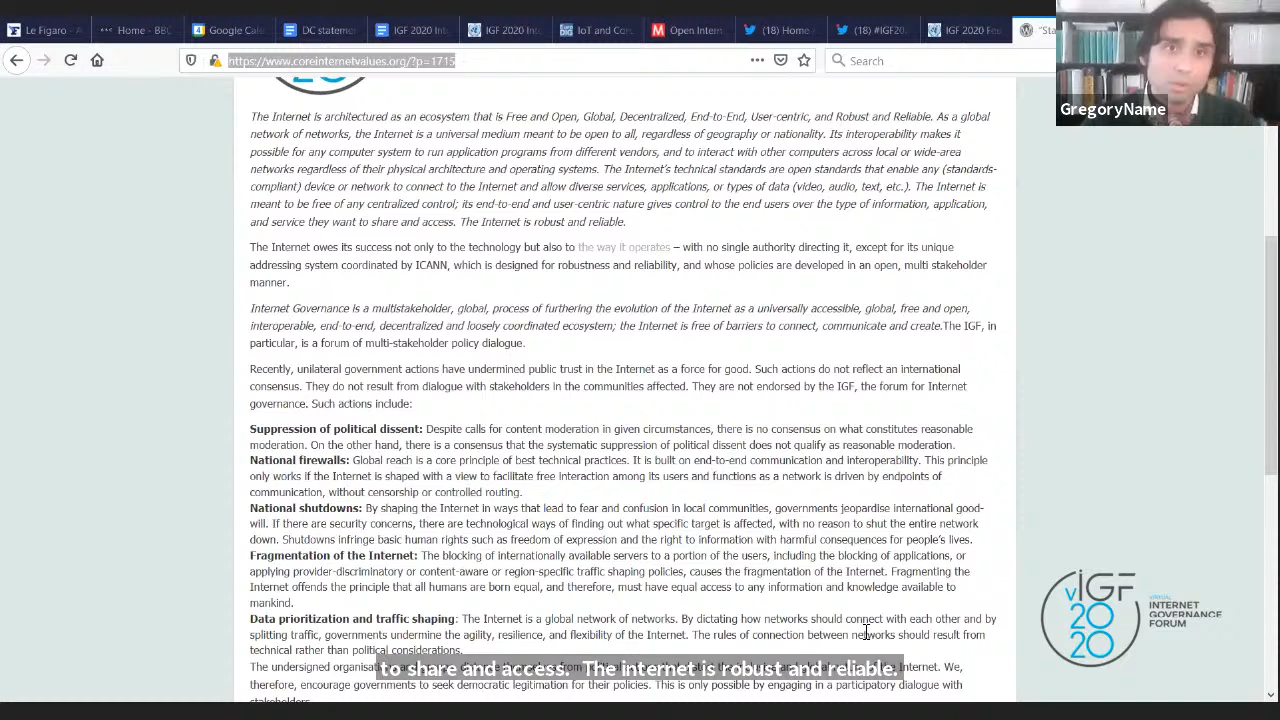 Le Figaro - A
Home - BBC
Google Cale
DC stateme
IGF 2020 Inte
IGF 2020 Inte
IoT and Cor
Open Intern
(18) Home
(18) #IGF20
IGF 2020 Fee
"Sta
https://www.coreinternetvalues.org/?p=1715
Search
GregoryName
The Internet is architectured as an ecosystem that is Free and Open, Global, Decentralized, End-to-End, User-centric, and Robust and Reliable. As a global
network of networks, the Internet is a universal medium meant to be open to all, regardless of geography or nationality. Its interoperability makes it
possible for any computer system to run application programs from different vendors, and to interact with other computers across local or wide-area
networks regardless of their physical architecture and operating systems. The Internet's technical standards are open standards that enable any (standards-
compliant) device or network to connect to the Internet and allow diverse services, applications, or types of data (video, audio, text, etc.). The Internet is
meant to be free of any centralized control; its end-to-end and user-centric nature gives control to the end users over the type of information, application,
and service they want to share and access. The Internet is robust and reliable.
The Internet owes its success not only to the technology but also to the way it operates – with no single authority directing it, except for its unique
addressing system coordinated by ICANN, which is designed for robustness and reliability, and whose policies are developed in an open, multi stakeholder
manner.
Internet Governance is a multistakeholder, global, process of furthering the evolution of the Internet as a universally accessible, global, free and open,
interoperable, end-to-end, decentralized and loosely coordinated ecosystem; the Internet is free of barriers to connect, communicate and create.The IGF, in
particular, is a forum of multi-stakeholder policy dialogue.
Recently, unilateral government actions have undermined public trust in the Internet as a force for good. Such actions do not reflect an international
consensus. They do not result from dialogue with stakeholders in the communities affected. They are not endorsed by the IGF, the forum for Internet
governance. Such actions include:
Suppression of political dissent: Despite calls for content moderation in given circumstances, there is no consensus on what constitutes reasonable
moderation. On the other hand, there is a consensus that the systematic suppression of political dissent does not qualify as reasonable moderation.
National firewalls: Global reach is a core principle of best technical practices. It is built on end-to-end communication and interoperability. This principle
only works if the Internet is shaped with a view to facilitate free interaction among its users and functions as a network is driven by endpoints of
communication, without censorship or controlled routing.
National shutdowns: By shaping the Internet in ways that lead to fear and confusion in local communities, governments jeopardise international good-
will. If there are security concerns, there are technological ways of finding out what specific target is affected, with no reason to shut the entire network
down. Shutdowns infringe basic human rights such as freedom of expression and the right to information with harmful consequences for people's lives.
Fragmentation of the Internet: The blocking of internationally available servers to a portion of the users, including the blocking of applications, or
applying provider-discriminatory or content-aware or region-specific traffic shaping policies, causes the fragmentation of the Internet. Fragmenting the
Internet offends the principle that all humans are born equal, and therefore, must have equal access to any information and knowledge available to
mankind.
Data prioritization and traffic shaping: The Internet is a global network of networks. By dictating how networks should connect with each other and by
splitting traffic, governments undermine the agility, resilience, and flexibility of the Internet. The rules of connection between networks should result from
technical rather than political considerations.
The undersigned organisa
ernet. We,
to share and access. The internet is robust and reliable.
therefore, encourage governments to seek democratic legitimation for their policies. This is only possible by engaging in a participatory dialogue with
stakeholders.
vIGF
2020
VIRTUAL
INTERNET
GOVERNANCE
FORUM